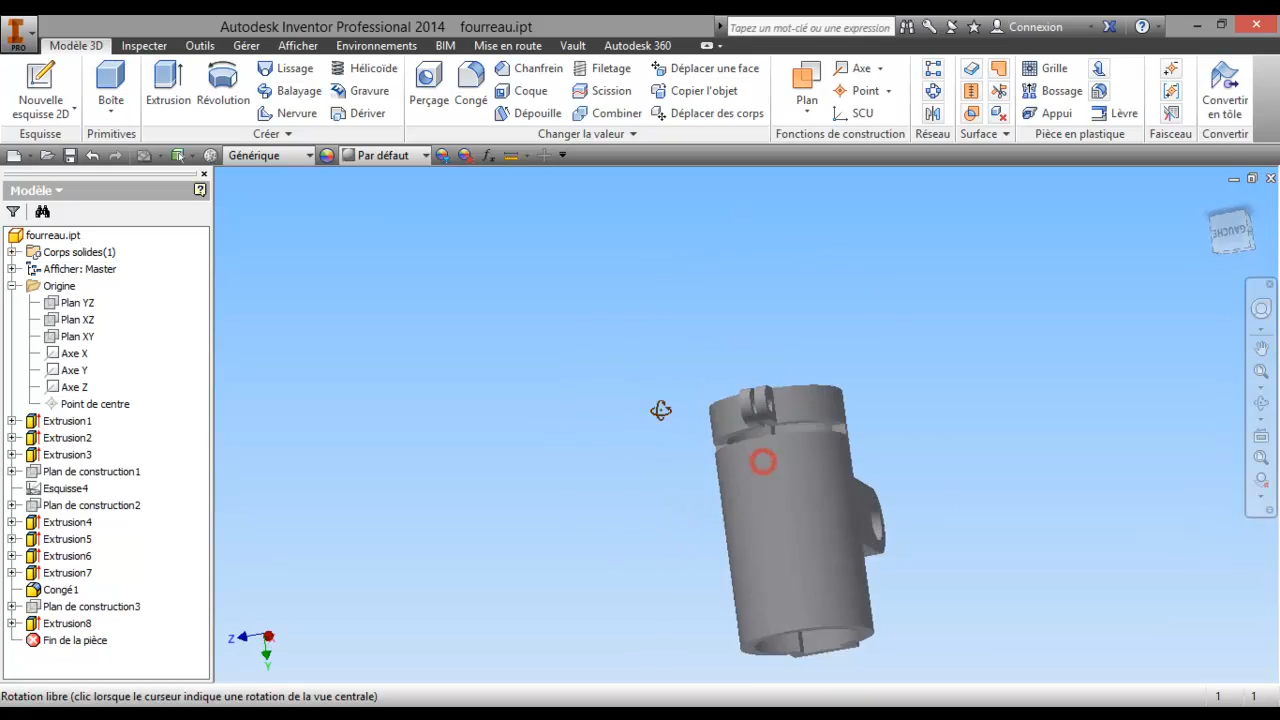 Autodesk Inventor Professional 2014 fourreau.ipt
Tapez un mot-clé ou une expression
Connexion
PRO
Modèle 3D Inspecter Outils Gérer Afficher Environnements BIM Mise en route Vault Autodesk 360
Nouvelle esquisse 2D
Esquisse
Boîte
Primitives
Extrusion
Révolution
Lissage
Balayage
Nervure
Hélicoïde
Gravure
Dériver
Créer
Perçage
Congé
Chanfrein
Coque
Dépouille
Filetage
Scission
Combiner
Déplacer une face
Copier l'objet
Déplacer des corps
Changer la valeur
Plan
Axe
Point
SCU
Fonctions de construction
Réseau
Surface
Grille
Bossage
Appui
Lèvre
Pièce en plastique
Faisceau
Convertir en tôle
Convertir
Générique
Par défaut
fx
Modèle
fourreau.ipt
Corps solides(1)
Afficher: Master
Origine
Plan YZ
Plan XZ
Plan XY
Axe X
Axe Y
Axe Z
Point de centre
Extrusion1
Extrusion2
Extrusion3
Plan de construction1
Esquisse4
Plan de construction2
Extrusion4
Extrusion5
Extrusion6
Extrusion7
Congé1
Plan de construction3
Extrusion8
Fin de la pièce
GAUCHE
Z
Y
Rotation libre (clic lorsque le curseur indique une rotation de la vue centrale)
1 1